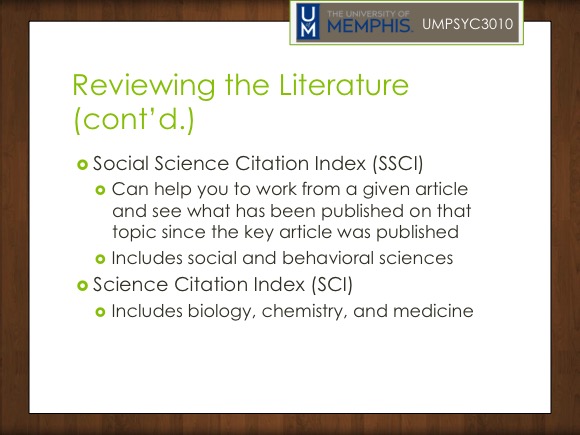 UM
THE UNIVERSITY OF
MEMPHIS.
UMPSYC3010
Reviewing the Literature
(cont’d.)
Social Science Citation Index (SSCI)
Can help you to work from a given article
and see what has been published on that
topic since the key article was published
Includes social and behavioral sciences
Science Citation Index (SCI)
Includes biology, chemistry, and medicine